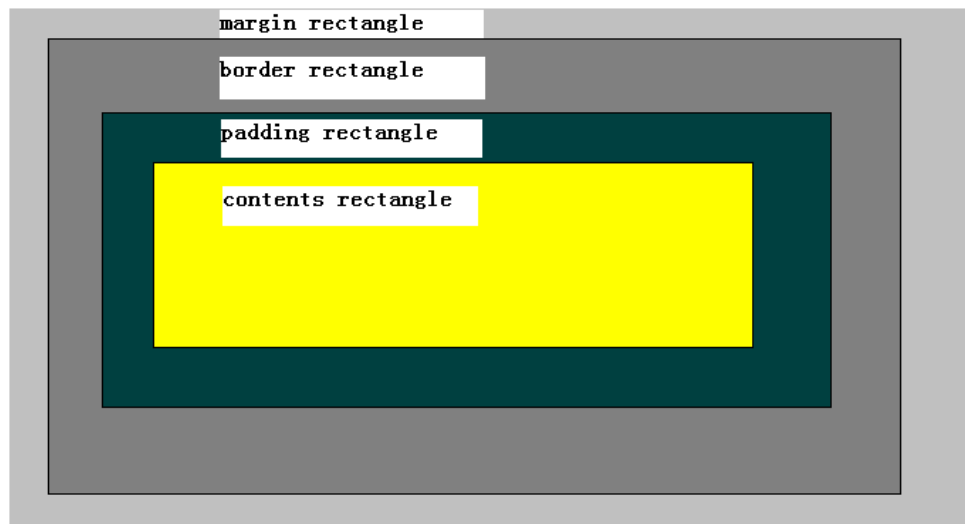 margin rectangle
border rectangle
padding rectangle
contents rectangle